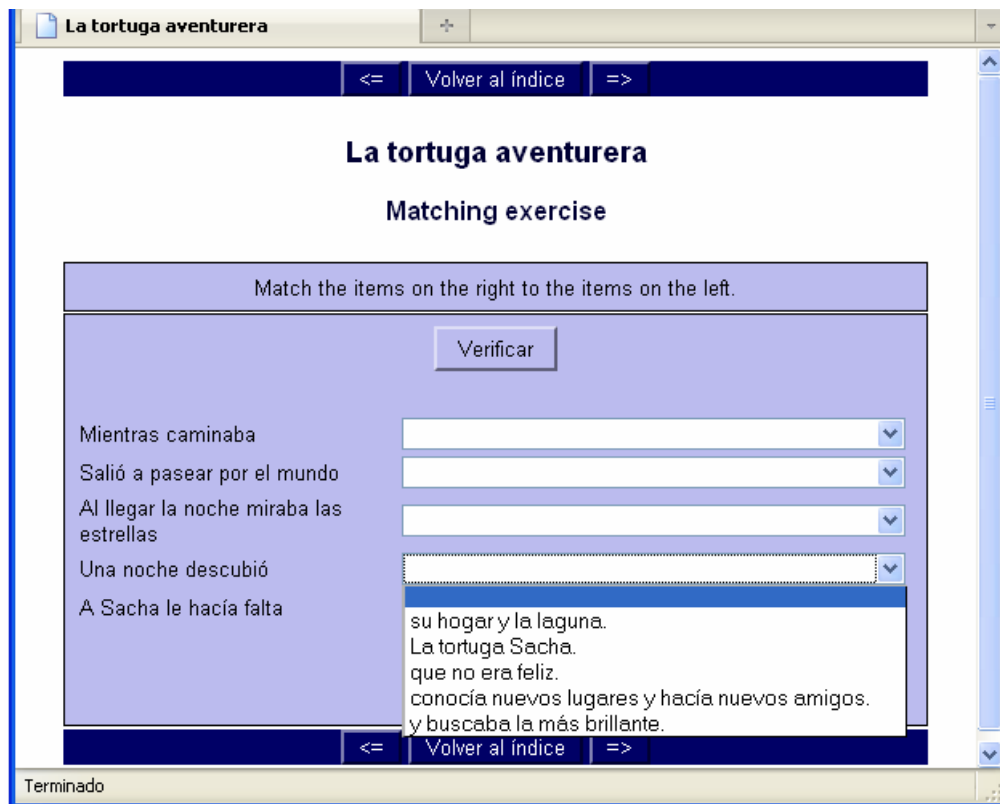 La tortuga aventurera
<= Volver al índice =>
La tortuga aventurera
Matching exercise
Match the items on the right to the items on the left.
Verificar
Mientras caminaba
Salió a pasear por el mundo
Al llegar la noche miraba las
estrellas
Una noche descubió
A Sacha le hacía falta
su hogar y la laguna.
La tortuga Sacha.
que no era feliz.
conocía nuevos lugares y hacía nuevos amigos.
y buscaba la más brillante.
<= Volver al índice =>
Terminado